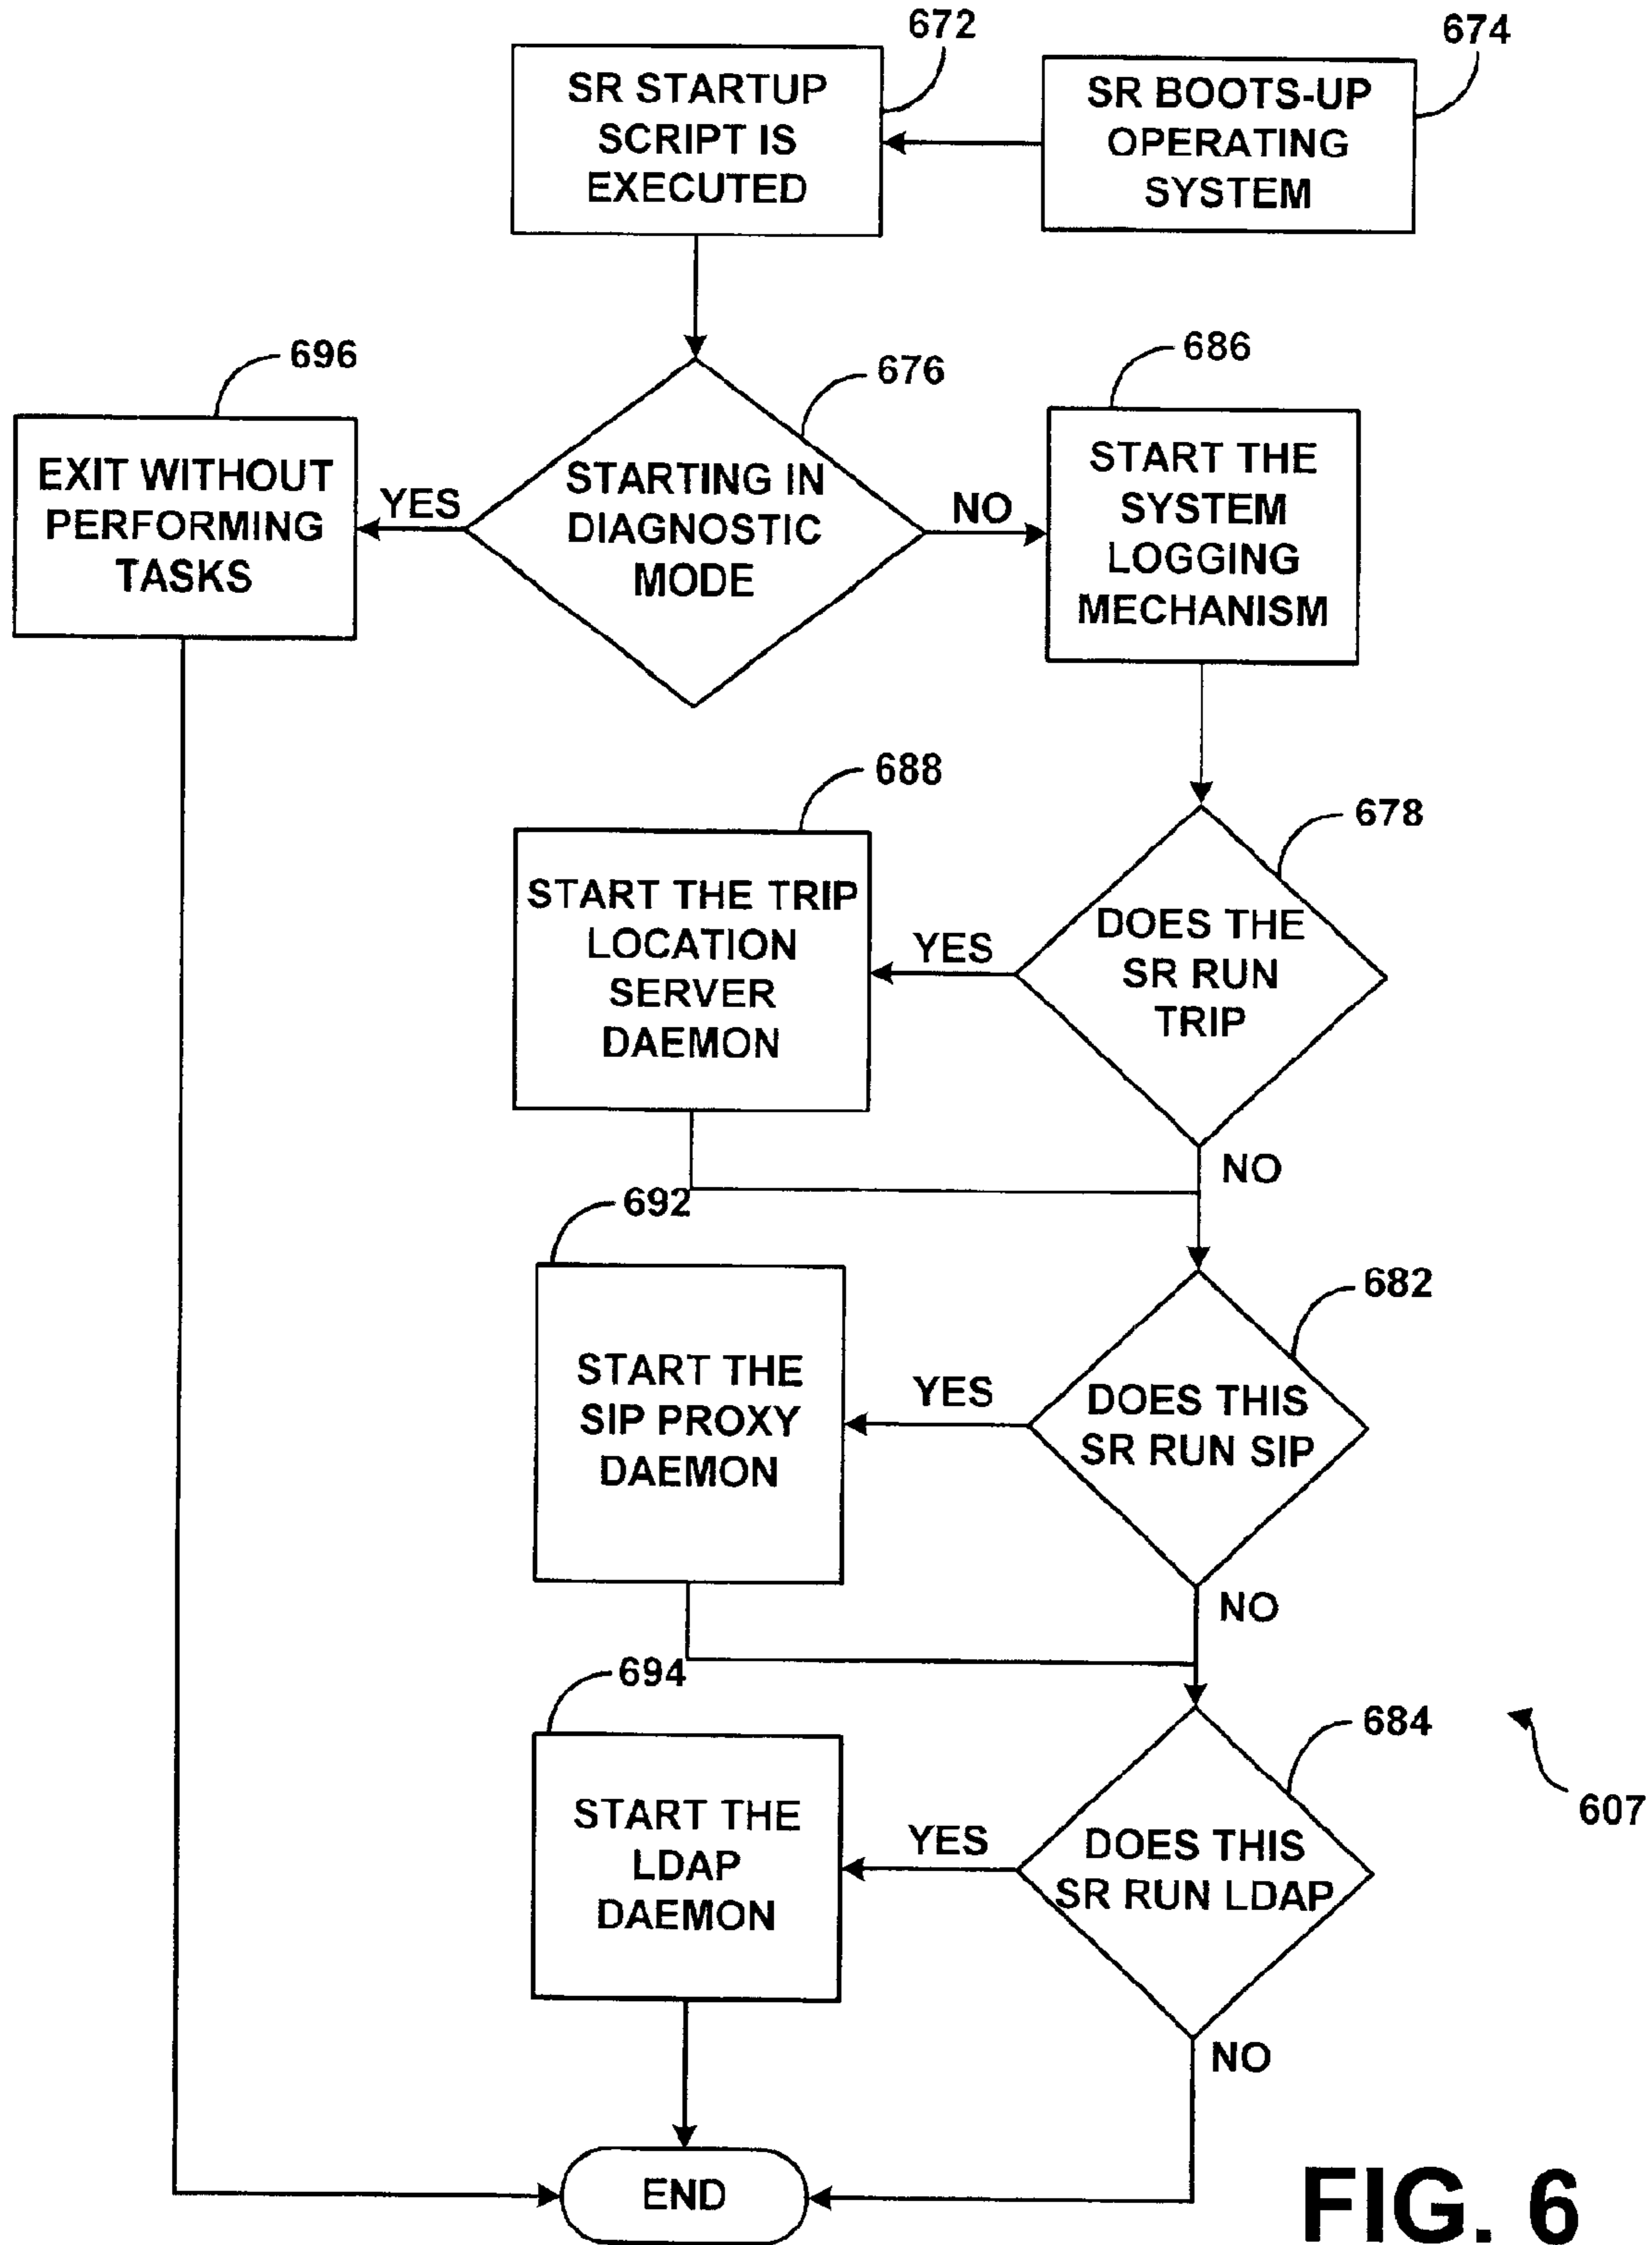 672
674
SR STARTUP
SCRIPT IS
EXECUTED
SR BOOTS-UP
OPERATING
SYSTEM
696
676
686
EXIT WITHOUT
PERFORMING
TASKS
YES
STARTING IN
DIAGNOSTIC
MODE
NO
START THE
SYSTEM
LOGGING
MECHANISM
688
678
START THE TRIP
LOCATION
SERVER
DAEMON
YES
DOES THE
SR RUN
TRIP
NO
692
682
START THE
SIP PROXY
DAEMON
YES
DOES THIS
SR RUN SIP
NO
694
684
START THE
LDAP
DAEMON
YES
DOES THIS
SR RUN LDAP
607
NO
END
FIG. 6